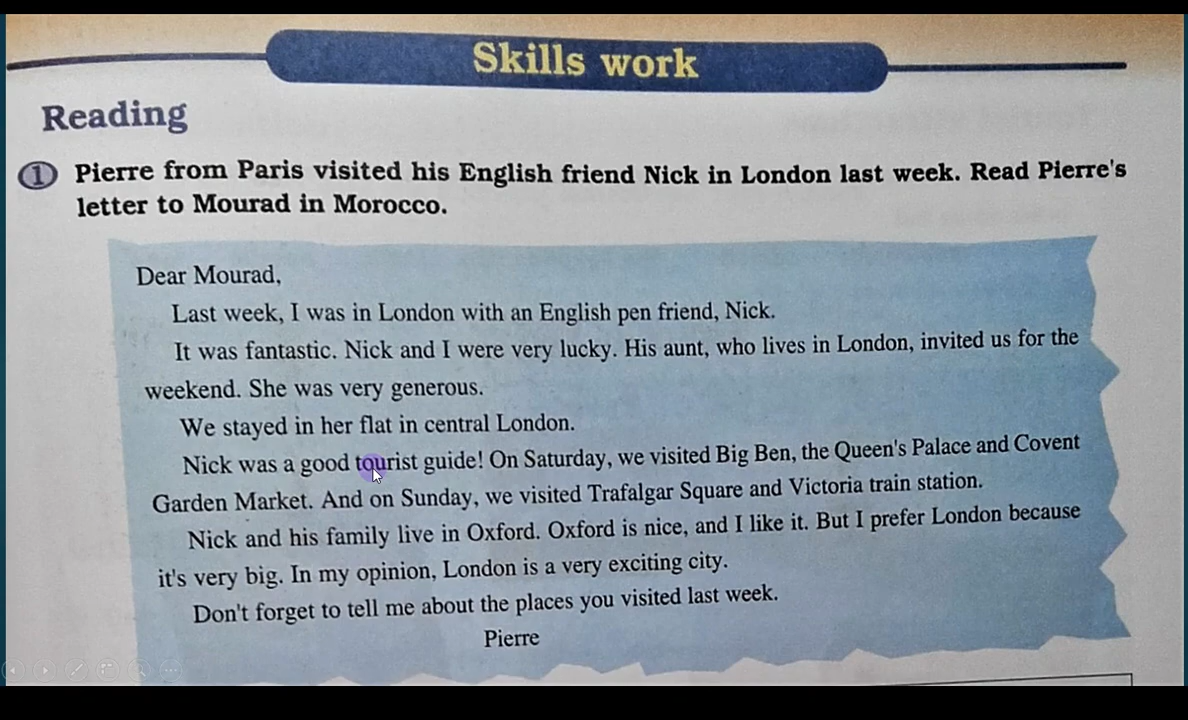 Skills work
Reading
1 Pierre from Paris visited his English friend Nick in London last week. Read Pierre's
letter to Mourad in Morocco.
Dear Mourad,
Last week, I was in London with an English pen friend, Nick.
It was fantastic. Nick and I were very lucky. His aunt, who lives in London, invited us for the
weekend. She was very generous.
We stayed in her flat in central London.
Nick was a good tourist guide! On Saturday, we visited Big Ben, the Queen's Palace and Covent
Garden Market. And on Sunday, we visited Trafalgar Square and Victoria train station.
Nick and his family live in Oxford. Oxford is nice, and I like it. But I prefer London because
it's very big. In my opinion, London is a very exciting city.
Don't forget to tell me about the places you visited last week.
Pierre